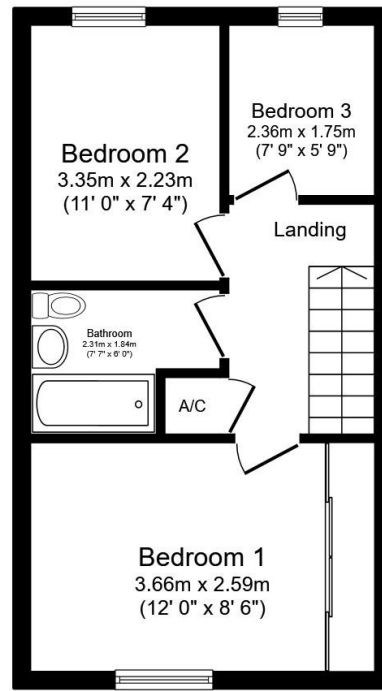 Bedroom 3
2.36m x 1.75m
(7' 9" x 5' 9")
Bedroom 2
3.35m x 2.23m
(11' 0" x 7' 4")
Landing
Bathroom
2.31m x 1.84m
(7' 7" x 6' 0")
A/C
Bedroom 1
3.66m x 2.59m
(12' 0" x 8' 6")